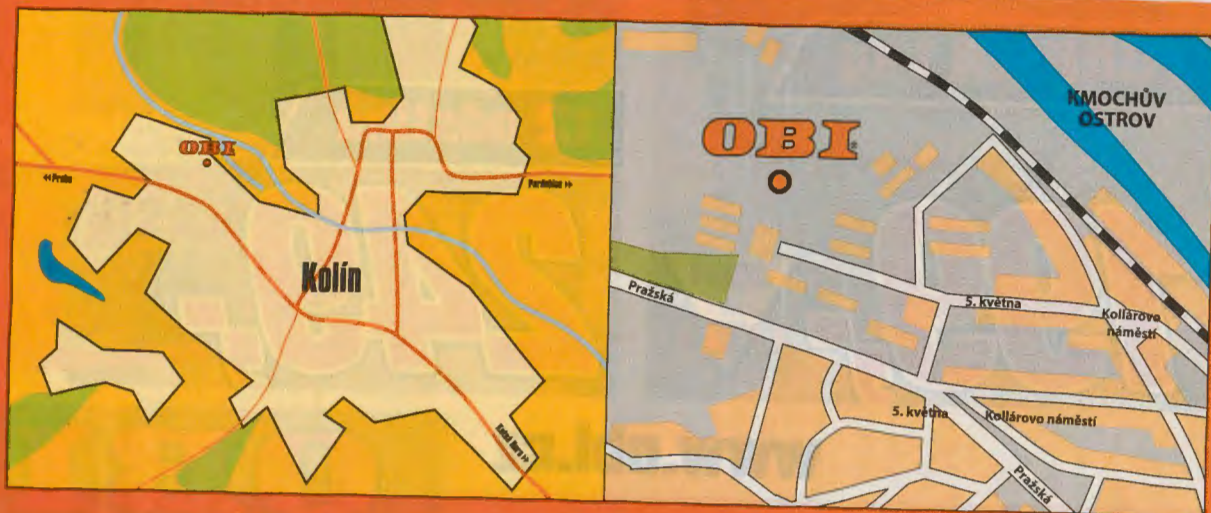 OBI
◄◄ Praha
Pardubice ►►
Kolín
Kutná Hora ►►
KMOCHŮV
OSTROV
OBI
Pražská
5. května
Kollárovo
náměstí
5. května
Kollárovo náměstí
Pražská